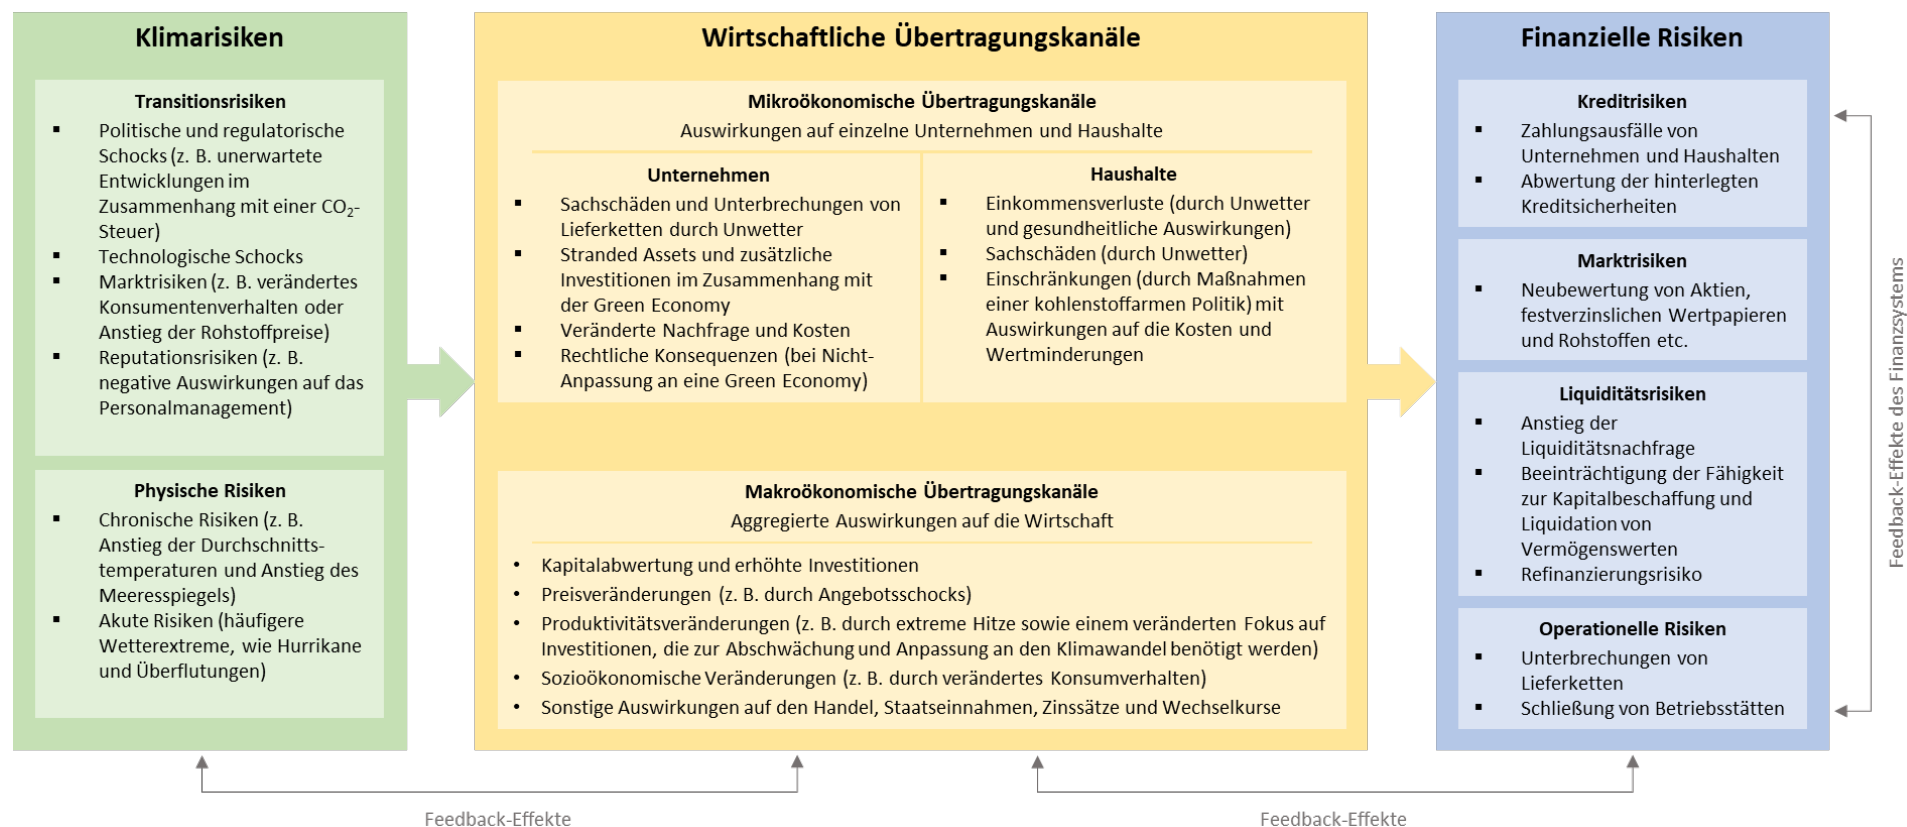 Klimarisiken
Transitionsrisiken
▪ Politische und regulatorische
Schocks (z. B. unerwartete
Entwicklungen im
Zusammenhang mit einer CO₂-
Steuer)
▪ Technologische Schocks
▪ Marktrisiken (z. B. verändertes
Konsumentenverhalten oder
Anstieg der Rohstoffpreise)
▪ Reputationsrisiken (z. B.
negative Auswirkungen auf das
Personalmanagement)
Physische Risiken
▪ Chronische Risiken (z. B.
Anstieg der Durchschnitts-
temperaturen und Anstieg des
Meeresspiegels)
▪ Akute Risiken (häufigere
Wetterextreme, wie Hurrikane
und Überflutungen)
Wirtschaftliche Übertragungskanäle
Mikroökonomische Übertragungskanäle
Auswirkungen auf einzelne Unternehmen und Haushalte
Unternehmen
▪ Sachschäden und Unterbrechungen von
Lieferketten durch Unwetter
▪ Stranded Assets und zusätzliche
Investitionen im Zusammenhang mit
der Green Economy
▪ Veränderte Nachfrage und Kosten
▪ Rechtliche Konsequenzen (bei Nicht-
Anpassung an eine Green Economy)
Haushalte
▪ Einkommensverluste (durch Unwetter
und gesundheitliche Auswirkungen)
▪ Sachschäden (durch Unwetter)
▪ Einschränkungen (durch Maßnahmen
einer kohlenstoffarmen Politik) mit
Auswirkungen auf die Kosten und
Wertminderungen
Makroökonomische Übertragungskanäle
Aggregierte Auswirkungen auf die Wirtschaft
• Kapitalabwertung und erhöhte Investitionen
• Preisveränderungen (z. B. durch Angebotsschocks)
• Produktivitätsveränderungen (z. B. durch extreme Hitze sowie einem veränderten Fokus auf
Investitionen, die zur Abschwächung und Anpassung an den Klimawandel benötigt werden)
• Sozioökonomische Veränderungen (z. B. durch verändertes Konsumverhalten)
• Sonstige Auswirkungen auf den Handel, Staatseinnahmen, Zinssätze und Wechselkurse
Finanzielle Risiken
Kreditrisiken
▪ Zahlungsausfälle von
Unternehmen und Haushalten
▪ Abwertung der hinterlegten
Kreditsicherheiten
Marktrisiken
▪ Neubewertung von Aktien,
festverzinslichen Wertpapieren
und Rohstoffen etc.
Liquiditätsrisiken
▪ Anstieg der
Liquiditätsnachfrage
▪ Beeinträchtigung der Fähigkeit
zur Kapitalbeschaffung und
Liquidation von
Vermögenswerten
▪ Refinanzierungsrisiko
Operationelle Risiken
▪ Unterbrechungen von
Lieferketten
▪ Schließung von Betriebsstätten
Feedback-Effekte des Finanzsystems
Feedback-Effekte
Feedback-Effekte